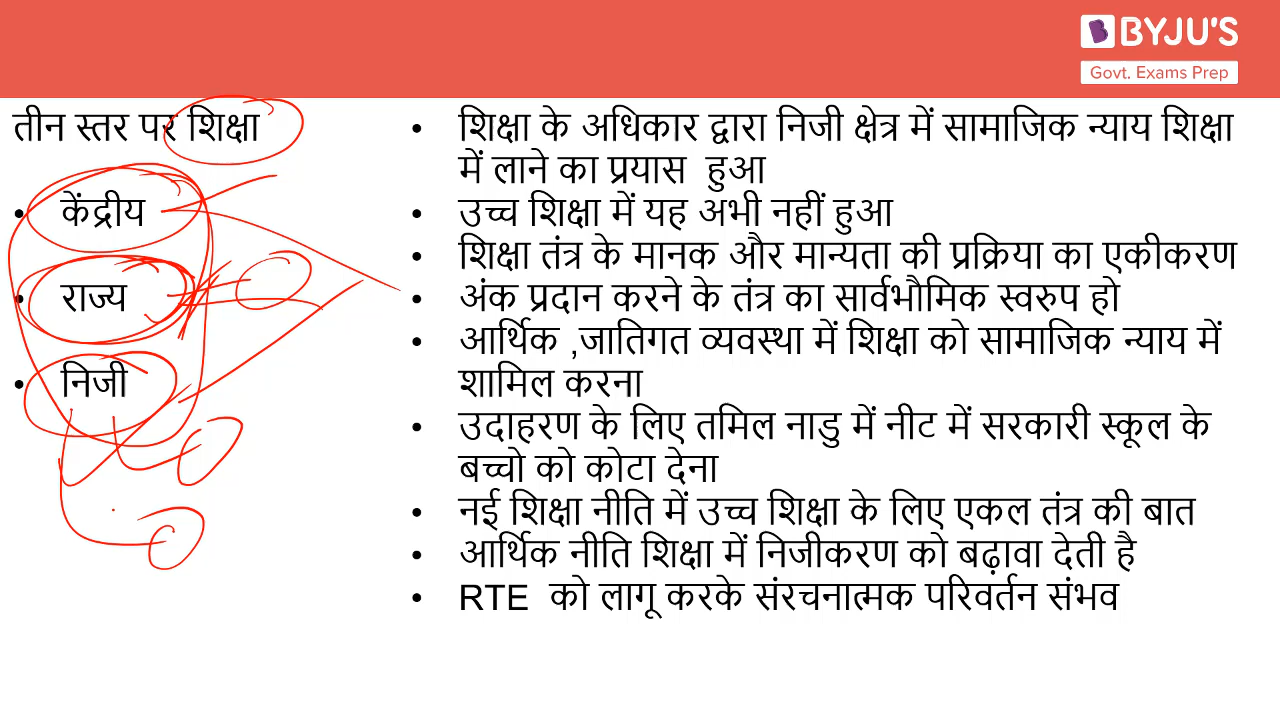 BYJU'S
Govt. Exams Prep
तीन स्तर पर शिक्षा
• केंद्रीय
• राज्य
• निजी
• शिक्षा के अधिकार द्वारा निजी क्षेत्र में सामाजिक न्याय शिक्षा
में लाने का प्रयास हुआ
• उच्च शिक्षा में यह अभी नहीं हुआ
• शिक्षा तंत्र के मानक और मान्यता की प्रक्रिया का एकीकरण
• अंक प्रदान करने के तंत्र का सार्वभौमिक स्वरुप हो
• आर्थिक ,जातिगत व्यवस्था में शिक्षा को सामाजिक न्याय में
शामिल करना
• उदाहरण के लिए तमिल नाडु में नीट में सरकारी स्कूल के
बच्चो को कोटा देना
• नई शिक्षा नीति में उच्च शिक्षा के लिए एकल तंत्र की बात
• आर्थिक नीति शिक्षा में निजीकरण को बढ़ावा देती है
• RTE को लागू करके संरचनात्मक परिवर्तन संभव